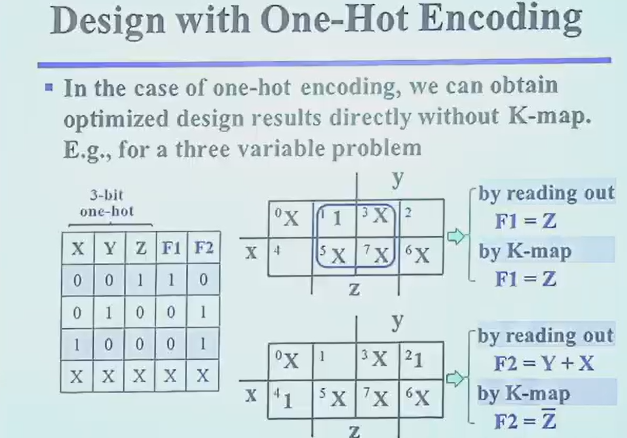 Design with One-Hot Encoding
▪ In the case of one-hot encoding, we can obtain
optimized design results directly without K-map.
E.g., for a three variable problem
3-bit
one-hot
X Y Z F1 F2
0 0 1 1 0
0 1 0 0 1
1 0 0 0 1
X X X X X
y
0 X 1 1 3 X 2
X 4 5 X 7 X 6 X
Z
by reading out
F1 = Z
by K-map
F1 = Z
y
0 X 1 3 X 2 1
X 4 1 5 X 7 X 6 X
Z
by reading out
F2 = Y + X
by K-map
F2 = Z̅